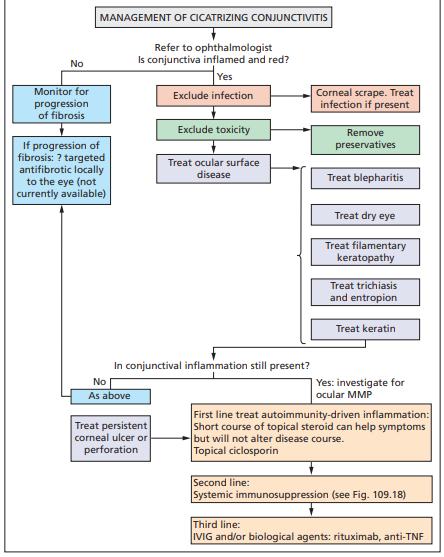 MANAGEMENT OF CICATRIZING CONJUNCTIVITIS
Refer to ophthalmologist
Is conjunctiva inflamed and red?
No
Yes
Monitor for
progression
of fibrosis
If progression of
fibrosis: ? targeted
antifibrotic locally
to the eye (not
currently available)
Exclude infection
Corneal scrape. Treat
infection if present
Exclude toxicity
Remove
preservatives
Treat ocular surface
disease
Treat blepharitis
Treat dry eye
Treat filamentary
keratopathy
Treat trichiasis
and entropion
Treat keratin
In conjunctival inflammation still present?
No
As above
Yes: investigate for
ocular MMP
Treat persistent
corneal ulcer or
perforation
First line treat autoimmunity-driven inflammation:
Short course of topical steroid can help symptoms
but will not alter disease course.
Topical ciclosporin
Second line:
Systemic immunosuppression (see Fig. 109.18)
Third line:
IVIG and/or biological agents: rituximab, anti-TNF